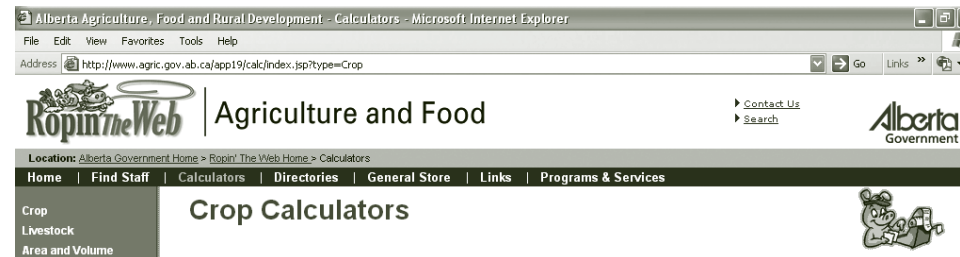 Alberta Agriculture, Food and Rural Development - Calculators - Microsoft Internet Explorer
File Edit View Favorites Tools Help
Address http://www.agric.gov.ab.ca/app19/calc/index.jsp?type=Crop Go Links »
Ropin' The Web
Agriculture and Food
Contact Us
Search
Alberta
Government
Location: Alberta Government Home > Ropin' The Web Home > Calculators
Home | Find Staff | Calculators | Directories | General Store | Links | Programs & Services
Crop
Livestock
Area and Volume
Crop Calculators